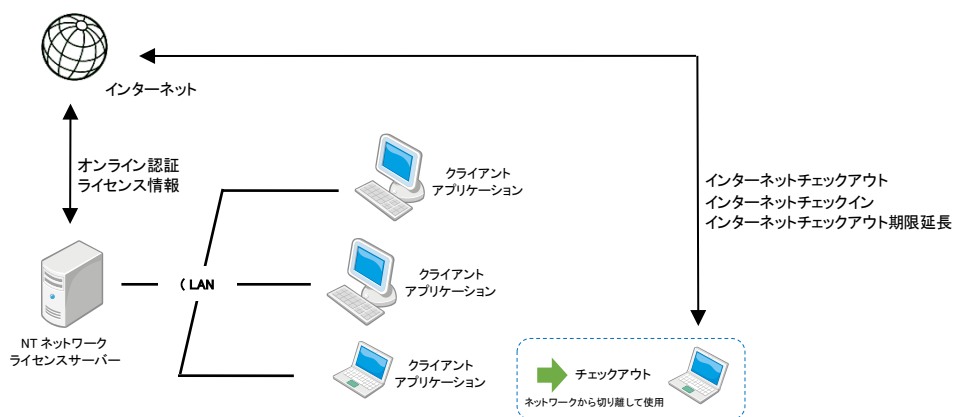 インターネット
オンライン認証
ライセンス情報
クライアント
アプリケーション
インターネットチェックアウト
インターネットチェックイン
インターネットチェックアウト期限延長
( LAN
クライアント
アプリケーション
NT ネットワーク
ライセンスサーバー
クライアント
アプリケーション
チェックアウト
ネットワークから切り離して使用